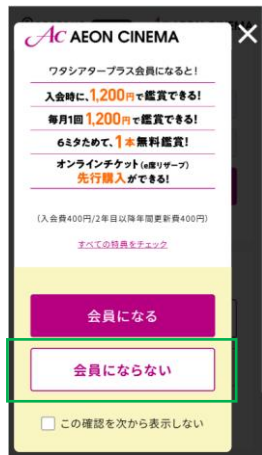 AC AEON CINEMA
ワタシアタープラス会員になると!
入会時に、1,200円で鑑賞できる!
毎月1回 1,200円で鑑賞できる!
6ミタためて、1本無料鑑賞!
オンラインチケット(e席リザーブ)
先行購入ができる!
(入会費400円/2年目以降年間更新費400円)
すべての特典をチェック
会員になる
会員にならない
この確認を次から表示しない